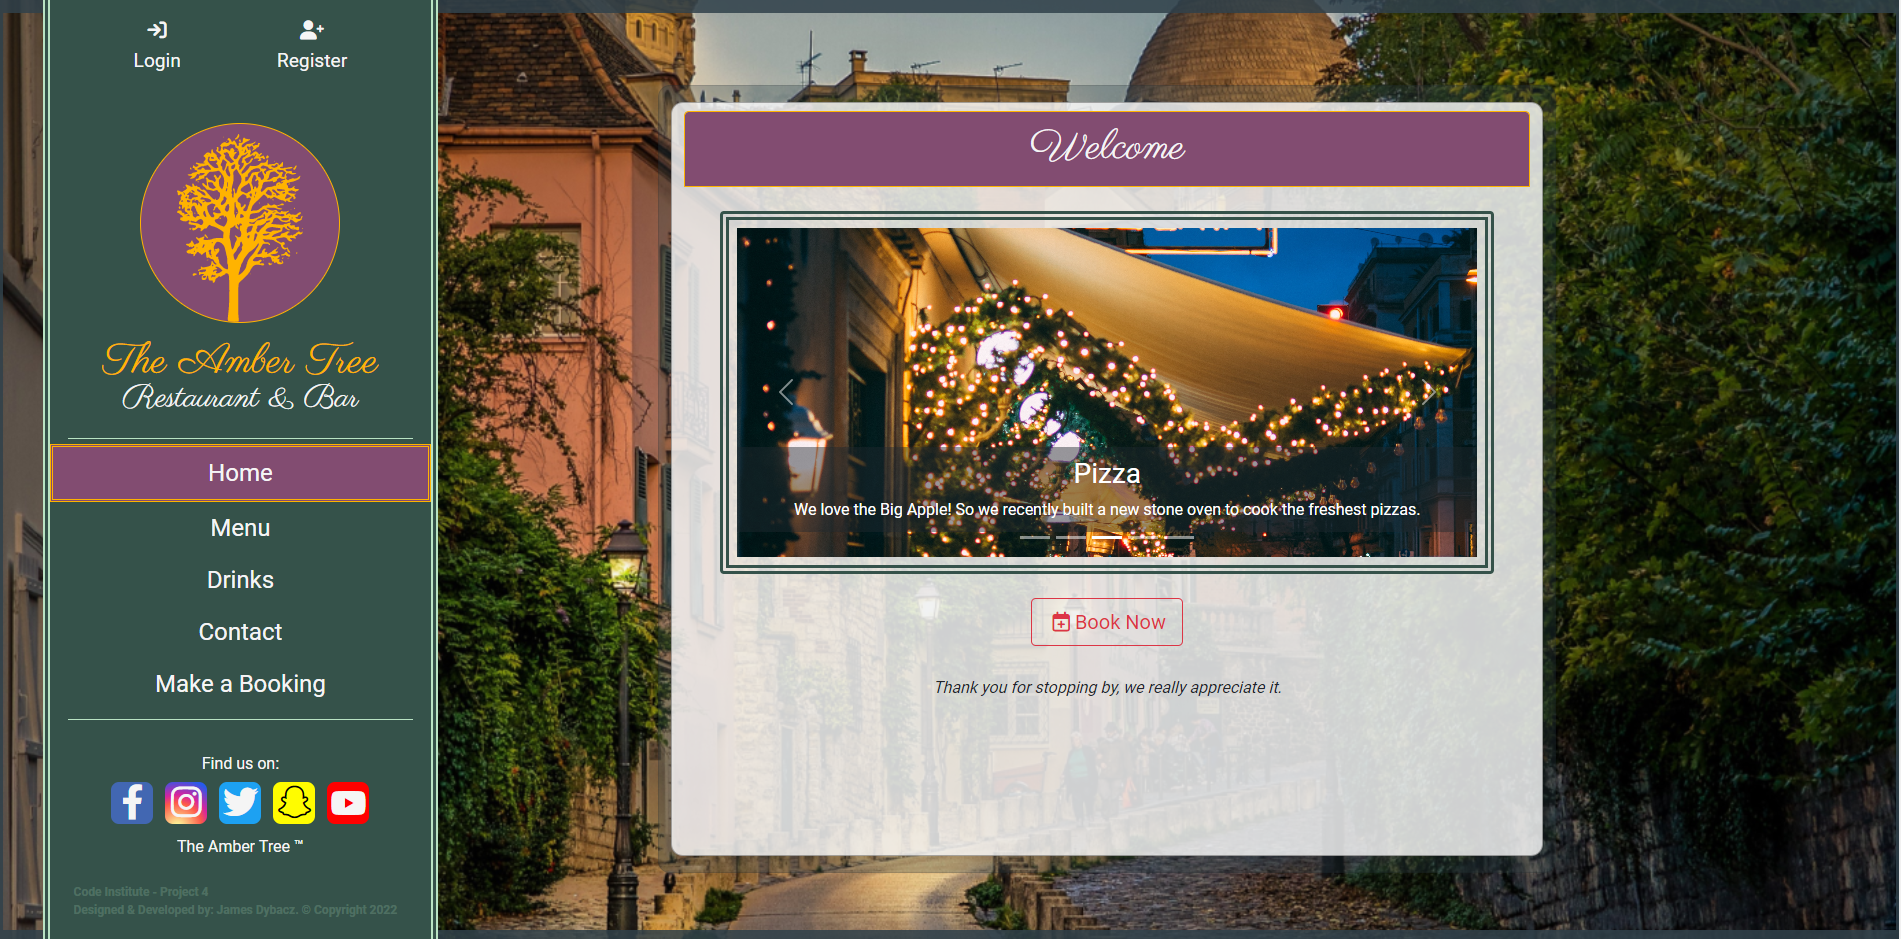 Login
Register
The Amber Tree
Restaurant & Bar
Home
Menu
Drinks
Contact
Make a Booking
Find us on:
The Amber Tree ™
Code Institute - Project 4
Designed & Developed by: James Dybacz. © Copyright 2022
Welcome
Pizza
We love the Big Apple! So we recently built a new stone oven to cook the freshest pizzas.
Book Now
Thank you for stopping by, we really appreciate it.